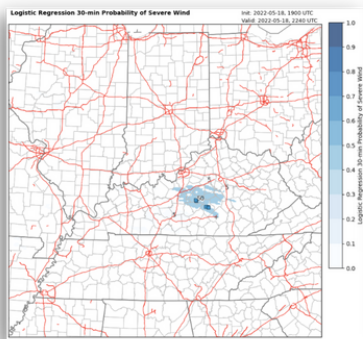 Logistic Regression 30-min Probability of Severe Wind
Init: 2022-05-18, 1900 UTC
Valid: 2022-05-18, 2240 UTC
1.0
0.9
0.8
0.7
0.6
0.5
0.4
0.3
0.2
0.1
0.0
Logistic Regression 30-min Probability of Severe Wind